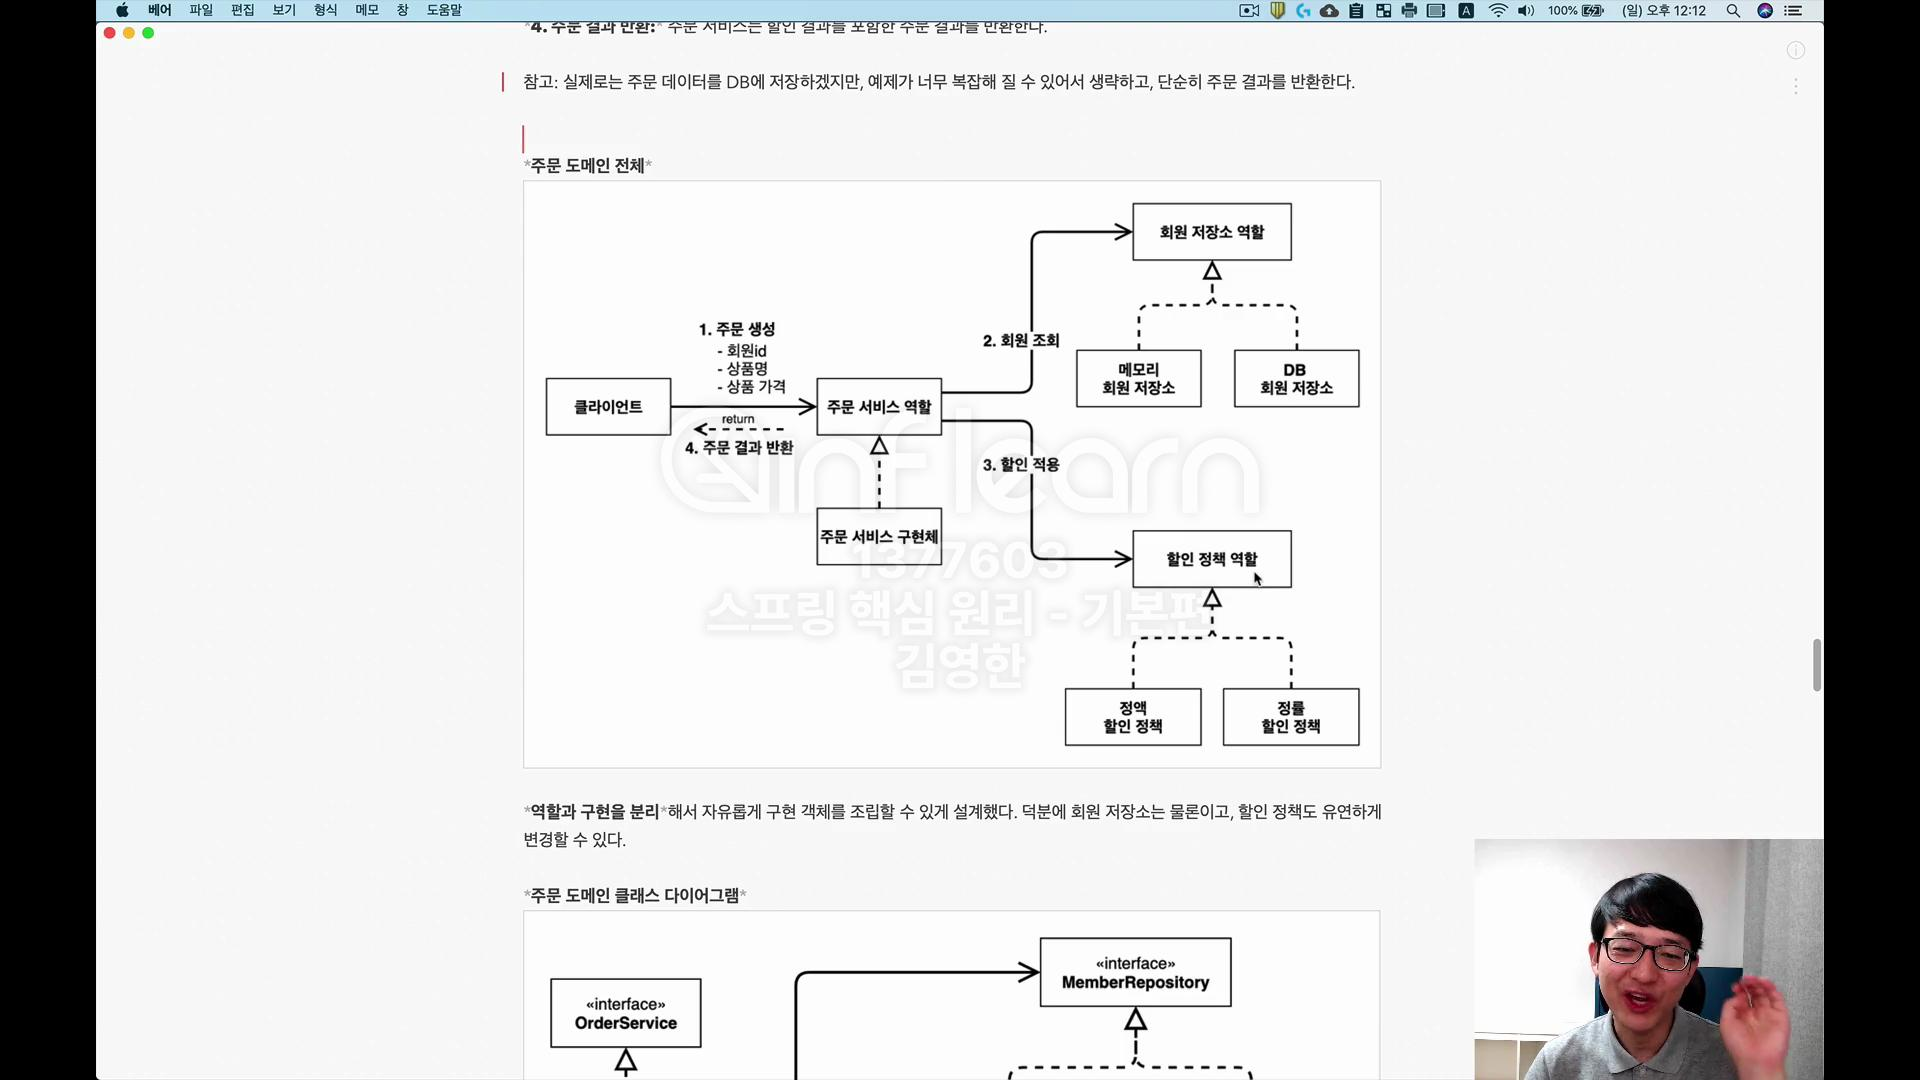 베어 파일 편집 보기 형식 메모 창 도움말 A 100% (일) 오후 12:12
*4. 주문 결과 반환:* 주문 서비스는 할인 결과를 포함한 주문 결과를 반환한다.
참고: 실제로는 주문 데이터를 DB에 저장하겠지만, 예제가 너무 복잡해 질 수 있어서 생략하고, 단순히 주문 결과를 반환한다.
*주문 도메인 전체*
회원 저장소 역할
1. 주문 생성
- 회원id
- 상품명
- 상품 가격
2. 회원 조회
메모리
회원 저장소
DB
회원 저장소
클라이언트
return
4. 주문 결과 반환
주문 서비스 역할
3. 할인 적용
주문 서비스 구현체
할인 정책 역할
정액
할인 정책
정률
할인 정책
inflearn
1377603
스프링 핵심 원리 - 기본편
김영한
*역할과 구현을 분리*해서 자유롭게 구현 객체를 조립할 수 있게 설계했다. 덕분에 회원 저장소는 물론이고, 할인 정책도 유연하게
변경할 수 있다.
*주문 도메인 클래스 다이어그램*
«interface»
MemberRepository
«interface»
OrderService